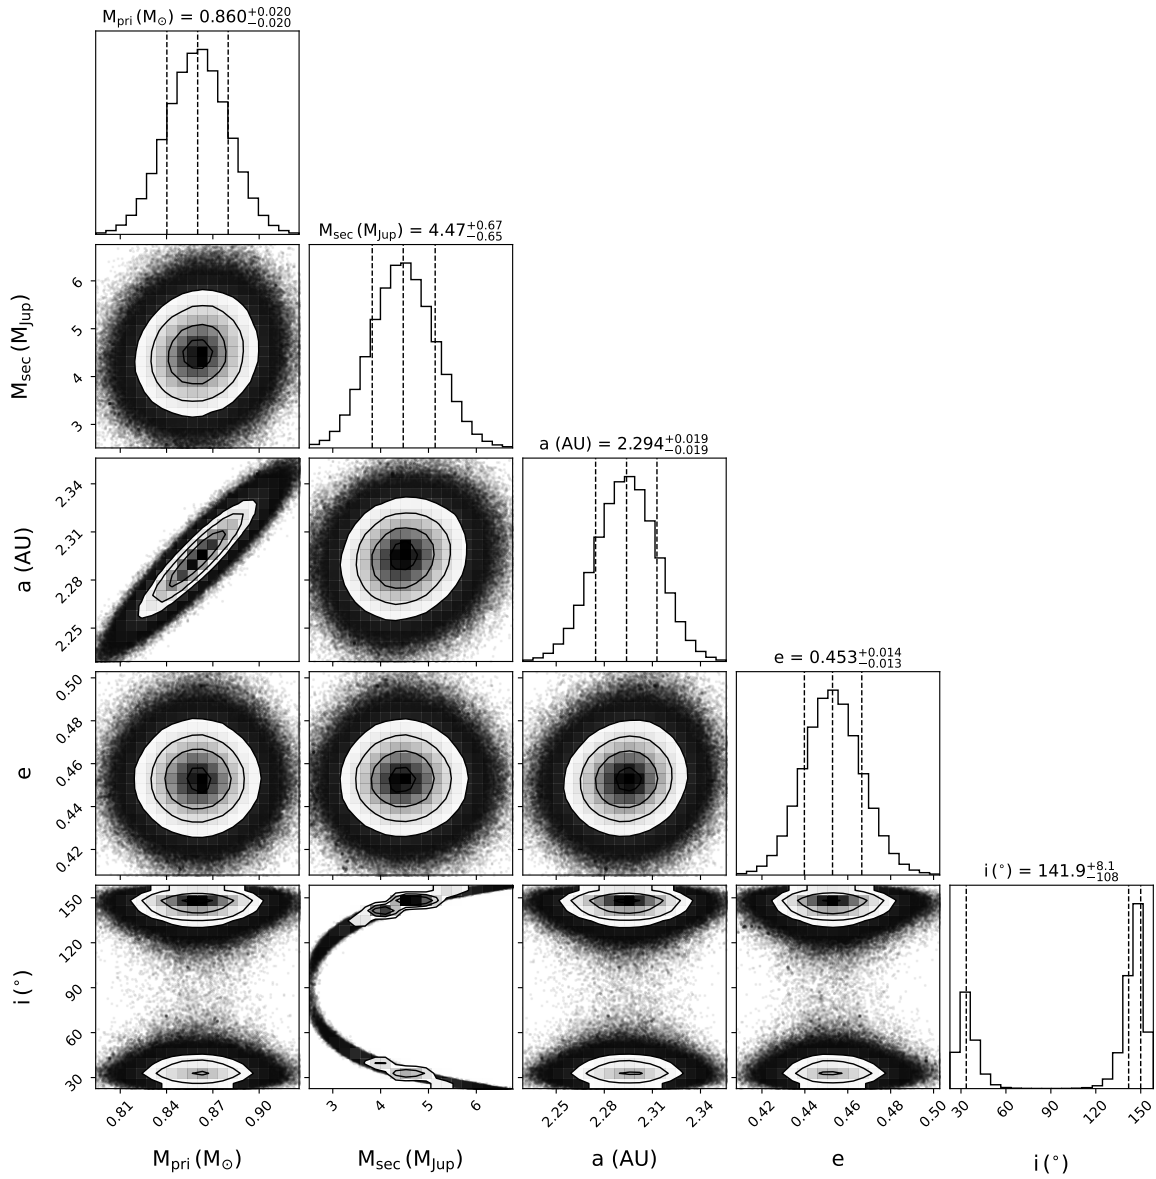 M_pri (M_⊙) = 0.860^{+0.020}_{−0.020}
M_sec (M_Jup) = 4.47^{+0.67}_{−0.65}
6
5
4
3
M_sec (M_Jup)
a (AU) = 2.294^{+0.019}_{−0.019}
2.34
2.31
2.28
2.25
a (AU)
e = 0.453^{+0.014}_{−0.013}
0.50
0.48
0.46
0.44
0.42
e
i (°) = 141.9^{+8.1}_{−108}
150
120
90
60
30
i (°)
0.81 0.84 0.87 0.90 3 4 5 6 2.25 2.28 2.31 2.34 0.42 0.44 0.46 0.48 0.50 30 60 90 120 150
M_pri (M_⊙) M_sec (M_Jup) a (AU) e i (°)